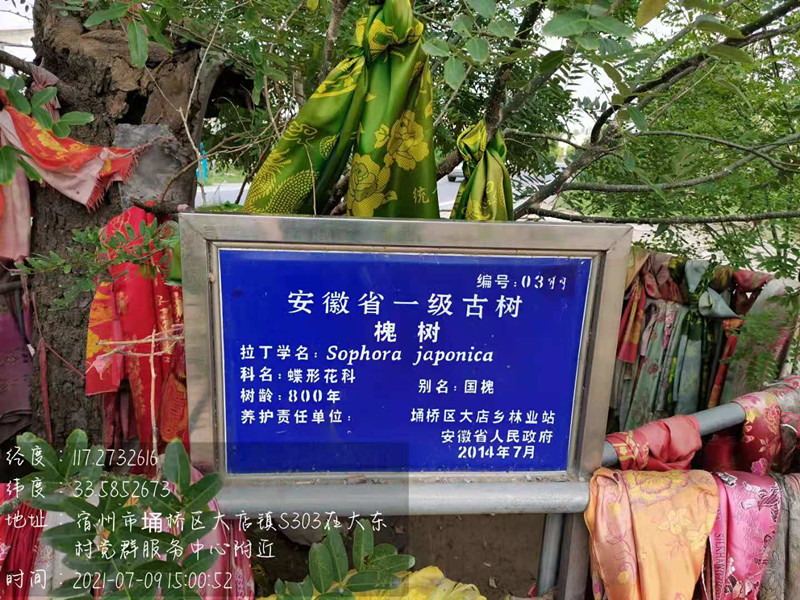 编号:0399
安徽省一级古树
槐树
拉丁学名: Sophora japonica
科名:蝶形花科
别名:国槐
树龄:800年
养护责任单位:
埇桥区大店乡林业站
安徽省人民政府
2014年7月
经度:117.2732616
纬度:33.5852673
地址:宿州市埇桥区大店镇S303在大东
村党群服务中心附近
时间:2021-07-09 15:00:52